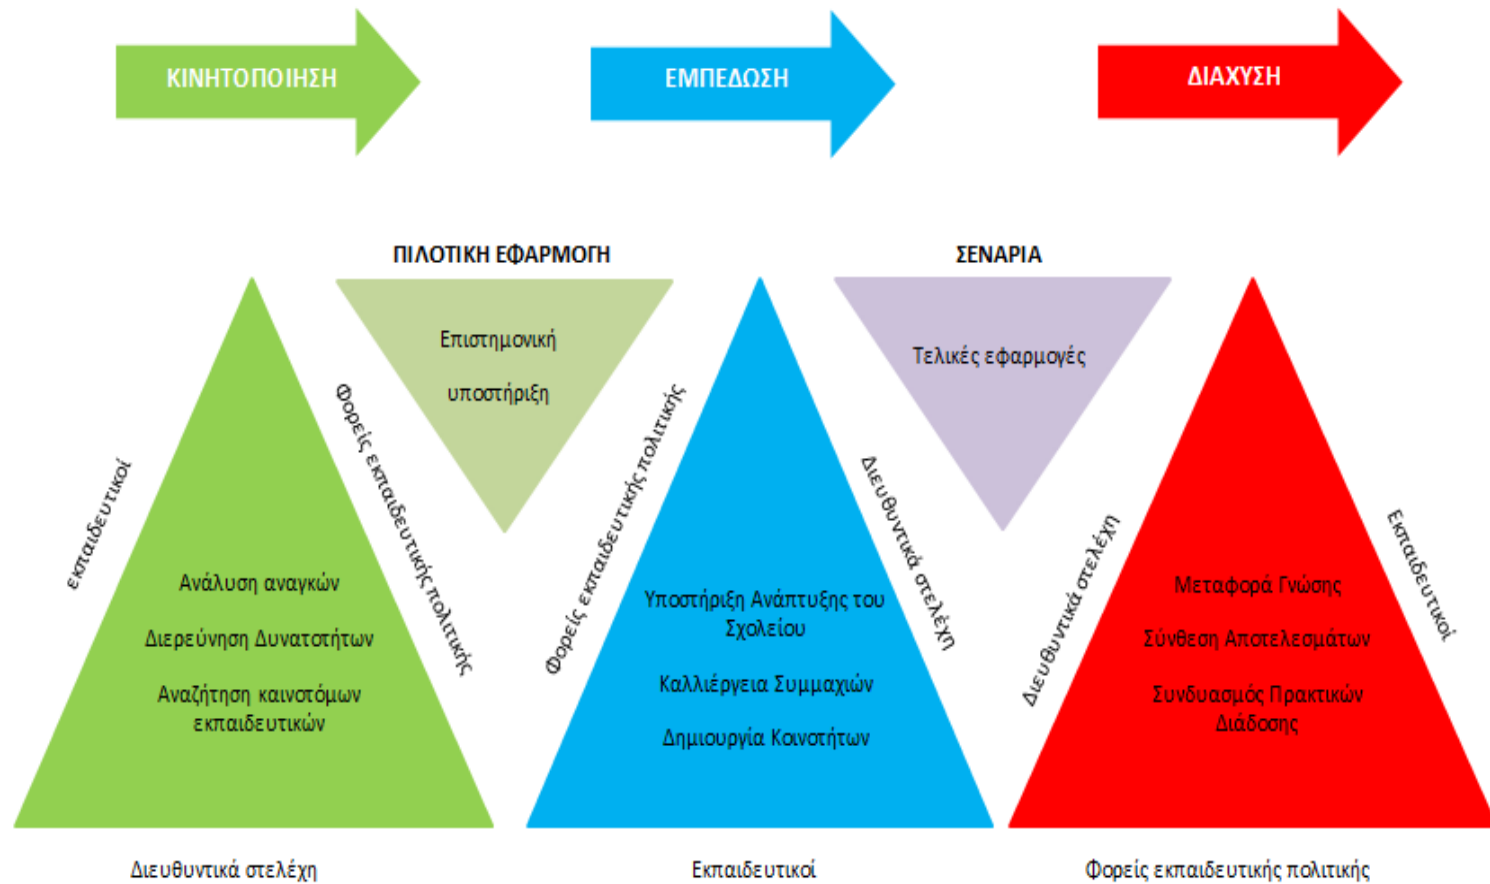 ΚΙΝΗΤΟΠΟΙΗΣΗ
ΕΜΠΕΔΩΣΗ
ΔΙΑΧΥΣΗ
ΠΙΛΟΤΙΚΗ ΕΦΑΡΜΟΓΗ
ΣΕΝΑΡΙΑ
Επιστημονική
υποστήριξη
Τελικές εφαρμογές
εκπαιδευτικοί
Ανάλυση αναγκών
Διερεύνηση Δυνατοτήτων
Αναζήτηση καινοτόμων
εκπαιδευτικών
Φορείς εκπαιδευτικής πολιτικής
Φορείς εκπαιδευτικής πολιτικής
Υποστήριξη Ανάπτυξης του
Σχολείου
Καλλιέργεια Συμμαχιών
Δημιουργία Κοινοτήτων
Διευθυντικά στελέχη
Διευθυντικά στελέχη
Μεταφορά Γνώσης
Σύνθεση Αποτελεσμάτων
Συνδυασμός Πρακτικών
Διάδοσης
Εκπαιδευτικοί
Διευθυντικά στελέχη
Εκπαιδευτικοί
Φορείς εκπαιδευτικής πολιτικής